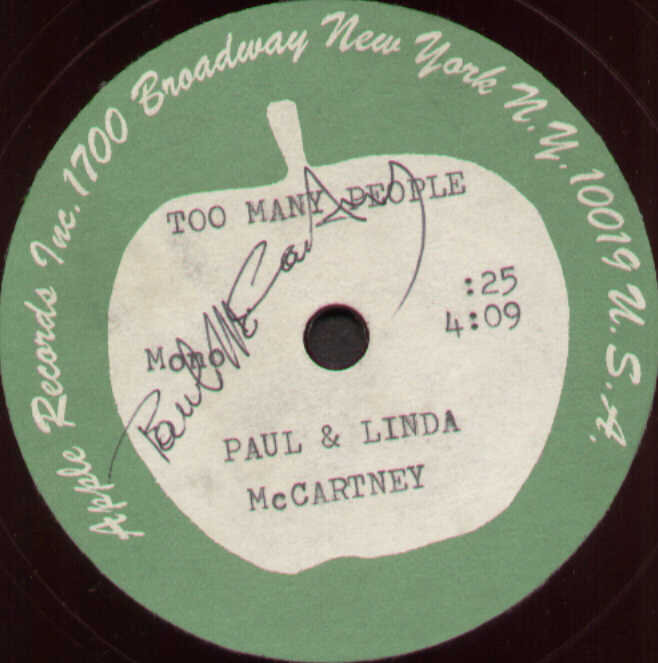 Apple Records Inc. 1700 Broadway New York N.Y. 10019 U.S.A.
TOO MANY PEOPLE
:25
Mono
4:09
Paul McCartney
PAUL & LINDA
McCARTNEY